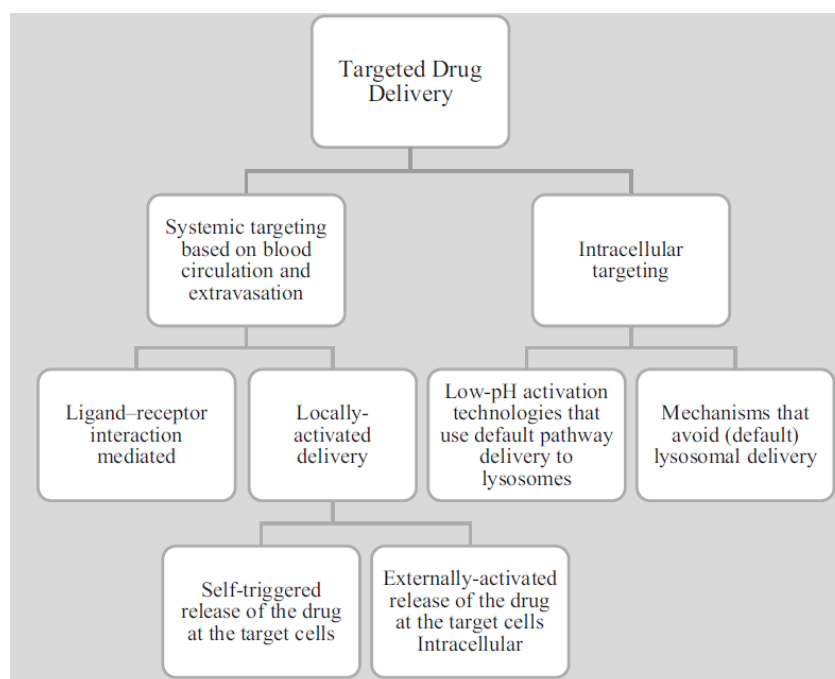 Targeted Drug
Delivery
Systemic targeting
based on blood
circulation and
extravasation
Intracellular
targeting
Ligand–receptor
interaction
mediated
Locally-
activated
delivery
Low-pH activation
technologies that
use default pathway
delivery to
lysosomes
Mechanisms that
avoid (default)
lysosomal delivery
Self-triggered
release of the drug
at the target cells
Externally-activated
release of the drug
at the target cells
Intracellular